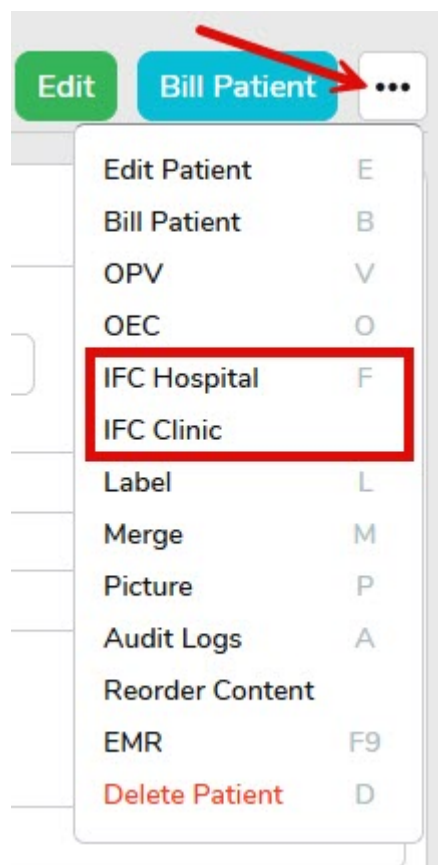 Edit Bill Patient •••
Edit Patient E
Bill Patient B
OPV V
OEC O
IFC Hospital F
IFC Clinic
Label L
Merge M
Picture P
Audit Logs A
Reorder Content
EMR F9
Delete Patient D